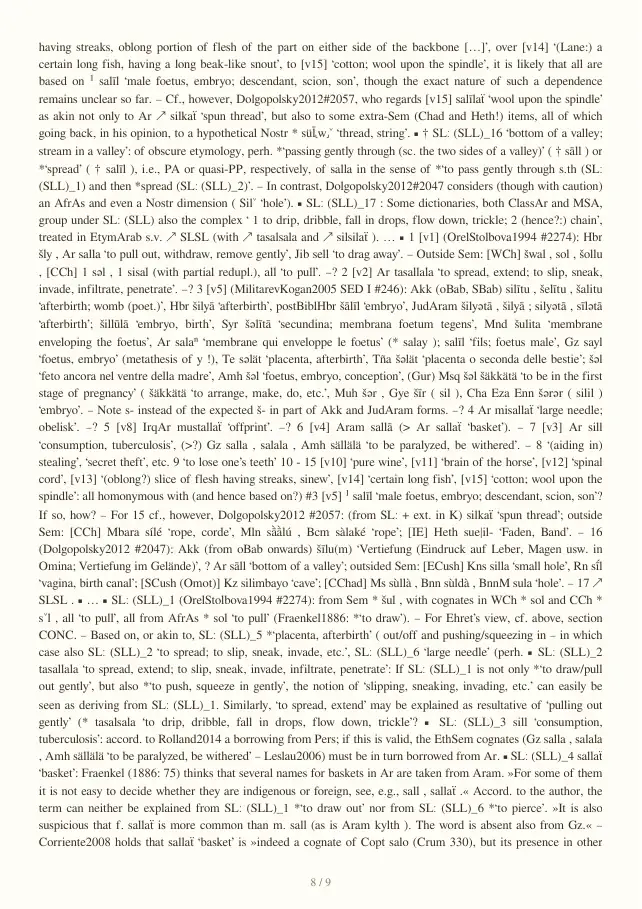 having streaks, oblong portion of flesh of the part on either side of the backbone […]’, over [v14] ‘(Lane:) a
certain long fish, having a long beak-like snout’, to [v15] ‘cotton; wool upon the spindle’, it is likely that all are
based on ¹ salīl ‘male foetus, embryo; descendant, scion, son’, though the exact nature of such a dependence
remains unclear so far. – Cf., however, Dolgopolsky2012#2057, who regards [v15] salīlaẗ ‘wool upon the spindle’
as akin not only to Ar ↗ silkaẗ ‘spun thread’, but also to some extra-Sem (Chad and Heth!) items, all of which
going back, in his opinion, to a hypothetical Nostr * ‘thread, string’. ▪ † SL: (SLL)_16 ‘bottom of a valley;
stream in a valley’: of obscure etymology, perh. *‘passing gently through (sc. the two sides of a valley)’ ( † sāll ) or
*‘spread’ ( † salīl ), i.e., PA or quasi-PP, respectively, of salla in the sense of *‘to pass gently through s.th (SL:
(SLL)_1) and then *spread (SL: (SLL)_2)’. – In contrast, Dolgopolsky2012#2047 considers (though with caution)
an AfrAs and even a Nostr dimension ( Silˇ ‘hole’). ▪ SL: (SLL)_17 : Some dictionaries, both ClassAr and MSA,
group under SL: (SLL) also the complex ‘ 1 to drip, dribble, fall in drops, flow down, trickle; 2 (hence?:) chain’,
treated in EtymArab s.v. ↗ SLSL (with ↗ tasalsala and ↗ silsilaẗ ). … ▪ 1 [v1] (OrelStolbova1994 #2274): Hbr
šly , Ar salla ‘to pull out, withdraw, remove gently’, Jib sell ‘to drag away’. – Outside Sem: [WCh] šwal , sol , šollu
, [CCh] 1 səl , 1 sisal (with partial redupl.), all ‘to pull’. –? 2 [v2] Ar tasallala ‘to spread, extend; to slip, sneak,
invade, infiltrate, penetrate’. –? 3 [v5] (MilitarevKogan2005 SED I #246): Akk (oBab, SBab) silītu , šelītu , šalitu
‘afterbirth; womb (poet.)’, Hbr šilyā ‘afterbirth’, postBiblHbr šālīl ‘embryo’, JudAram šilyətā , šilyā ; silyətā , sīlətā
‘afterbirth’; šillūlā ‘embryo, birth’, Syr šəlītā ‘secundina; membrana foetum tegens’, Mnd šulita ‘membrane
enveloping the foetus’, Ar salaⁿ ‘membrane qui enveloppe le foetus’ (* salay ); salīl ‘fils; foetus male’, Gz sayl
‘foetus, embryo’ (metathesis of y !), Te səlät ‘placenta, afterbirth’, Tña šəlät ‘placenta o seconda delle bestie’; šəl
‘feto ancora nel ventre della madre’, Amh šəl ‘foetus, embryo, conception’, (Gur) Msq šəl šäkkätä ‘to be in the first
stage of pregnancy’ ( šäkkätä ‘to arrange, make, do, etc.’, Muh šər , Gye šīr ( sil ), Cha Eza Enn šərər ( silil )
‘embryo’. – Note s- instead of the expected š- in part of Akk and JudAram forms. –? 4 Ar misallaẗ ‘large needle;
obelisk’. –? 5 [v8] IrqAr mustallaẗ ‘offprint’. –? 6 [v4] Aram sallā (> Ar sallaẗ ‘basket’). – 7 [v3] Ar sill
‘consumption, tuberculosis’, (>?) Gz salla , salala , Amh sällälä ‘to be paralyzed, be withered’. – 8 ‘(aiding in)
stealing’, ‘secret theft’, etc. 9 ‘to lose one’s teeth’ 10 - 15 [v10] ‘pure wine’, [v11] ‘brain of the horse’, [v12] ‘spinal
cord’, [v13] ‘(oblong?) slice of flesh having streaks, sinew’, [v14] ‘certain long fish’, [v15] ‘cotton; wool upon the
spindle’: all homonymous with (and hence based on?) #3 [v5] ¹ salīl ‘male foetus, embryo; descendant, scion, son’?
If so, how? – For 15 cf., however, Dolgopolsky2012 #2057: (from SL: + ext. in K) silkaẗ ‘spun thread’; outside
Sem: [CCh] Mbara sílé ‘rope, corde’, Mln Bcm sàlaké ‘rope’; [IE] Heth sue|il- ‘Faden, Band’. – 16
(Dolgopolsky2012 #2047): Akk (from oBab onwards) šīlu(m) ‘Vertiefung (Eindruck auf Leber, Magen usw. in
Omina; Vertiefung im Gelände)’, ? Ar sāll ‘bottom of a valley’; outsided Sem: [ECush] Kns silla ‘small hole’, Rn
‘vagina, birth canal’; [SCush (Omot)] Kz silimbayo ‘cave’; [CChad] Ms sùllà , Bnn sùldà , BnnM sula ‘hole’. – 17 ↗
SLSL . ▪ … ▪ SL: (SLL)_1 (OrelStolbova1994 #2274): from Sem * šul , with cognates in WCh * sol and CCh *
sˇl , all ‘to pull’, all from AfrAs * sol ‘to pull’ (Fraenkel1886: *‘to draw’). – For Ehret’s view, cf. above, section
CONC. – Based on, or akin to, SL: (SLL)_5 *‘placenta, afterbirth’ ( out/off and pushing/squeezing in – in which
case also SL: (SLL)_2 ‘to spread; to slip, sneak, invade, etc.’, SL: (SLL)_6 ‘large needle’ (perh. ▪ SL: (SLL)_2
tasallala ‘to spread, extend; to slip, sneak, invade, infiltrate, penetrate’: If SL: (SLL)_1 is not only *‘to draw/pull
out gently’, but also *‘to push, squeeze in gently’, the notion of ‘slipping, sneaking, invading, etc.’ can easily be
seen as deriving from SL: (SLL)_1. Similarly, ‘to spread, extend’ may be explained as resultative of ‘pulling out
gently’ (* tasalsala ‘to drip, dribble, fall in drops, flow down, trickle’? ▪ SL: (SLL)_3 sill ‘consumption,
tuberculosis’: accord. to Rolland2014 a borrowing from Pers; if this is valid, the EthSem cognates (Gz salla , salala
, Amh sällälä ‘to be paralyzed, be withered’ – Leslau2006) must be in turn borrowed from Ar. ▪ SL: (SLL)_4 sallaẗ
‘basket’: Fraenkel (1886: 75) thinks that several names for baskets in Ar are taken from Aram. »For some of them
it is not easy to decide whether they are indigenous or foreign, see, e.g., sall , sallaẗ .« Accord. to the author, the
term can neither be explained from SL: (SLL)_1 *‘to draw out’ nor from SL: (SLL)_6 *‘to pierce’. »It is also
suspicious that f. sallaẗ is more common than m. sall (as is Aram kylth ). The word is absent also from Gz.« –
Corriente2008 holds that sallaẗ ‘basket’ is »indeed a cognate of Copt salo (Crum 330), but its presence in other
8 / 9